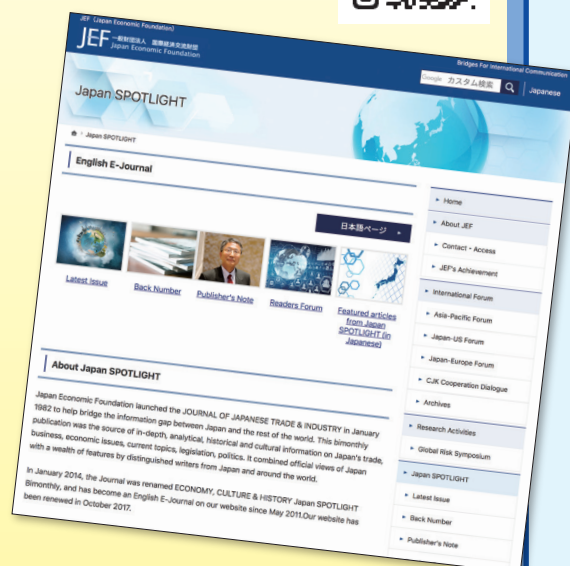 JEF (Japan Economic Foundation)
JEF 一般財団法人 国際経済交流財団
Japan Economic Foundation
Bridges For International Communication
Google カスタム検索
Japanese
Japan SPOTLIGHT
Japan SPOTLIGHT
English E-Journal
日本語ページ
Latest Issue
Back Number
Publisher's Note
Readers Forum
Featured articles
from Japan
SPOTLIGHT (in
Japanese)
About Japan SPOTLIGHT
Japan Economic Foundation launched the JOURNAL OF JAPANESE TRADE & INDUSTRY in January
1982 to help bridge the information gap between Japan and the rest of the world. This bimonthly
publication was the source of in-depth, analytical, historical and cultural information on Japan's trade,
business, economic issues, current topics, legislation, politics. It combined official views of Japan
with a wealth of features by distinguished writers from Japan and around the world.
In January 2014, the Journal was renamed ECONOMY, CULTURE & HISTORY Japan SPOTLIGHT
Bimonthly, and has become an English E-Journal on our website since May 2011.Our website has
been renewed in October 2017.
Home
About JEF
Contact・Access
JEF's Achievement
International Forum
Asia-Pacific Forum
Japan-US Forum
Japan-Europe Forum
CJK Cooperation Dialogue
Archives
Research Activities
Global Risk Symposium
Japan SPOTLIGHT
Latest Issue
Back Number
Publisher's Note